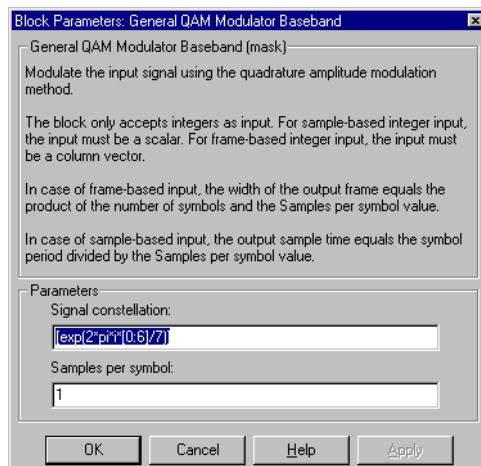 Block Parameters: General QAM Modulator Baseband
General QAM Modulator Baseband (mask)
Modulate the input signal using the quadrature amplitude modulation
method.
The block only accepts integers as input. For sample-based integer input,
the input must be a scalar. For frame-based integer input, the input must
be a column vector.
In case of frame-based input, the width of the output frame equals the
product of the number of symbols and the Samples per symbol value.
In case of sample-based input, the output sample time equals the symbol
period divided by the Samples per symbol value.
Parameters
Signal constellation:
[exp(2*pi*i*[0:6]/7)]
Samples per symbol:
1
OK Cancel Help Apply